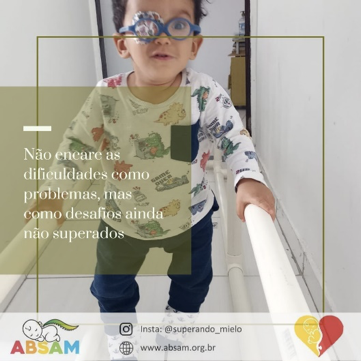 Não encare as
dificuldades como
problemas, mas
como desafios ainda
não superados
Insta: @superando_mielo
www.absam.org.br
ABSAM